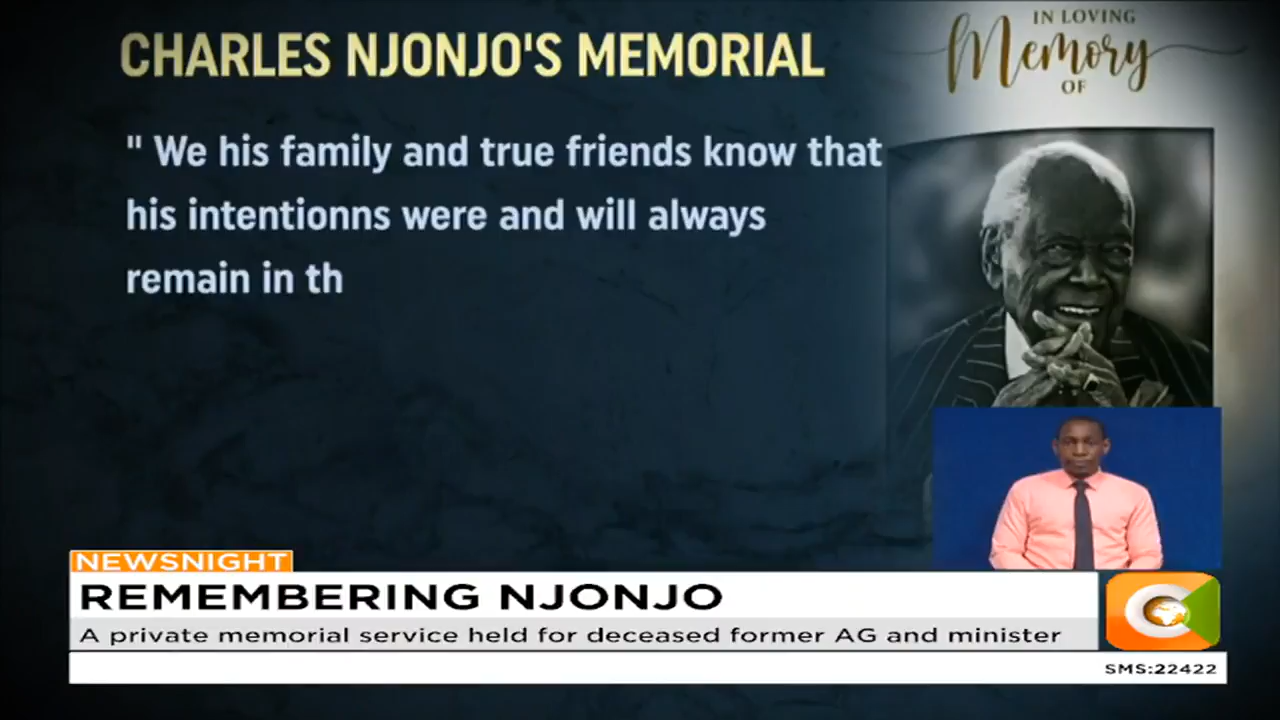 CHARLES NJONJO'S MEMORIAL
IN LOVING
Memory
OF
" We his family and true friends know that
his intentionns were and will always
remain in th
NEWSNIGHT
REMEMBERING NJONJO
A private memorial service held for deceased former AG and minister
SMS:22422